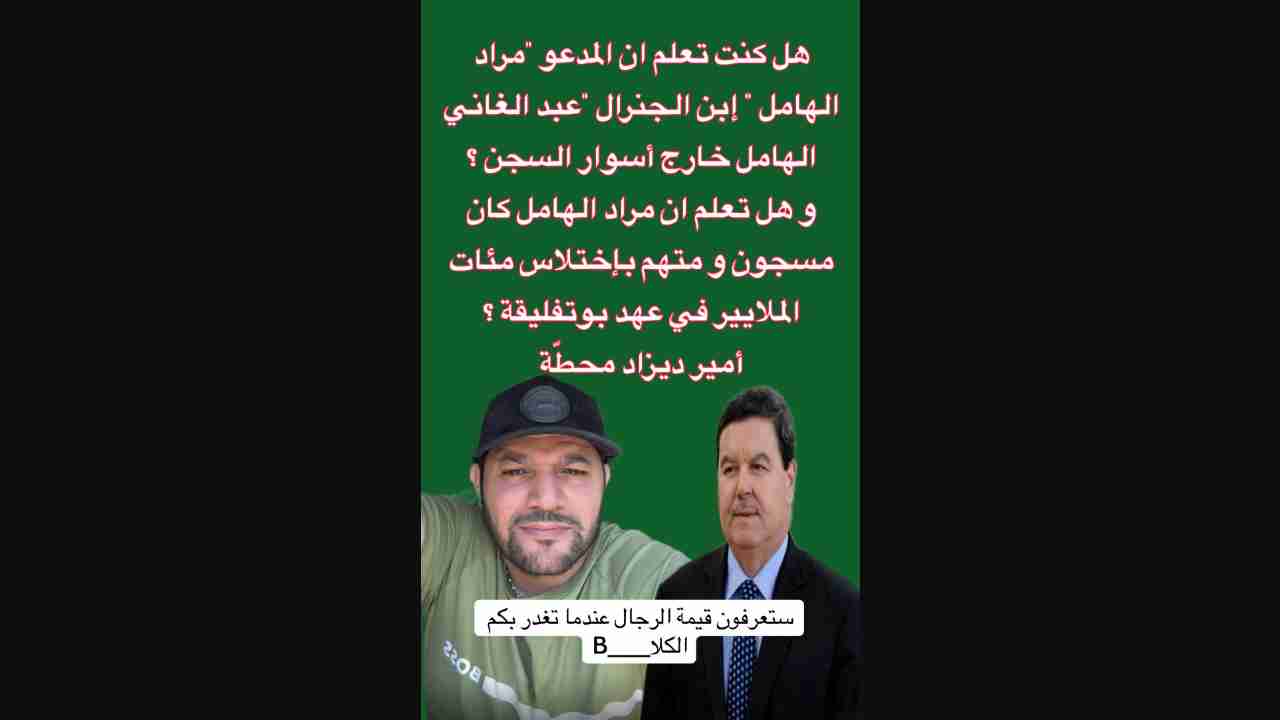 هل كنت تعلم ان المدعو "مراد
الهامل " إبن الجنرال "عبد الغاني
الهامل خارج أسوار السجن ؟
و هل تعلم ان مراد الهامل كان
مسجون و متهم بإختلاس مئات
الملايير في عهد بوتفليقة ؟
أمير ديزاد محطّة
ستعرفون قيمة الرجال عندما تغدر بكم
الكلا____B
BOSS